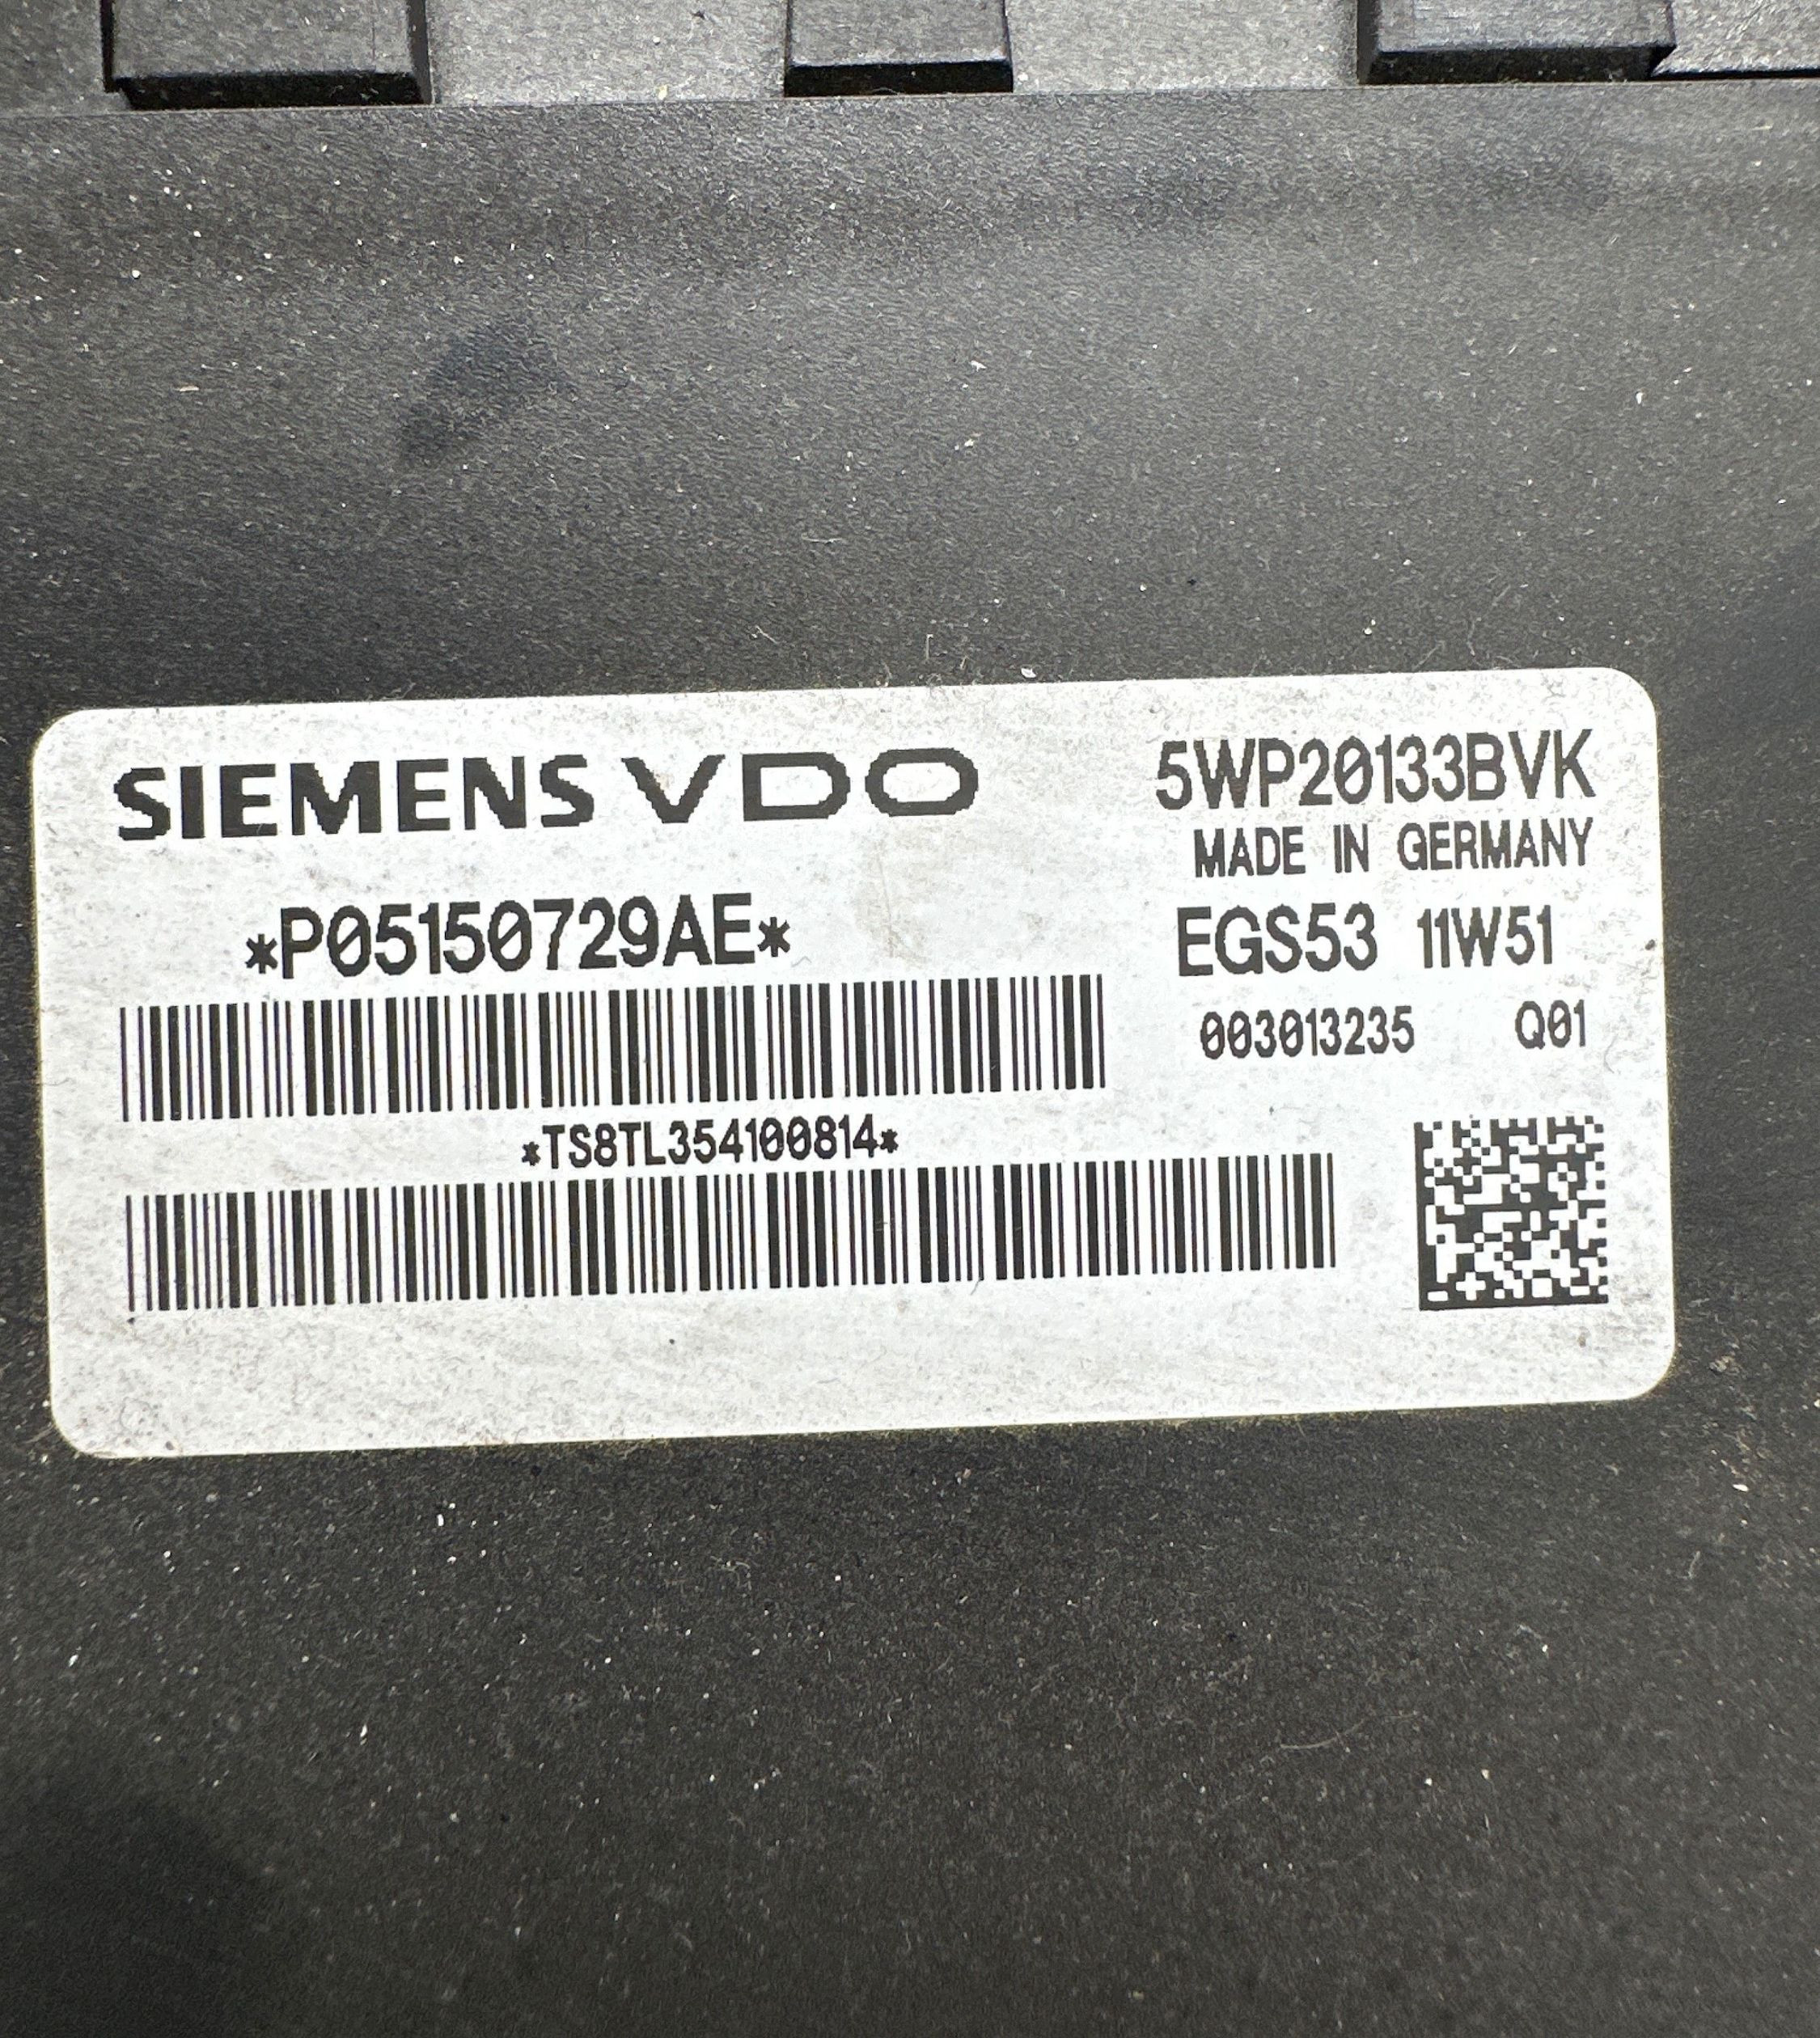 SIEMENS VDO
5WP20133BVK
MADE IN GERMANY
*P05150729AE*
EGS53 11W51
003013235 Q01
*TS8TL354100814*